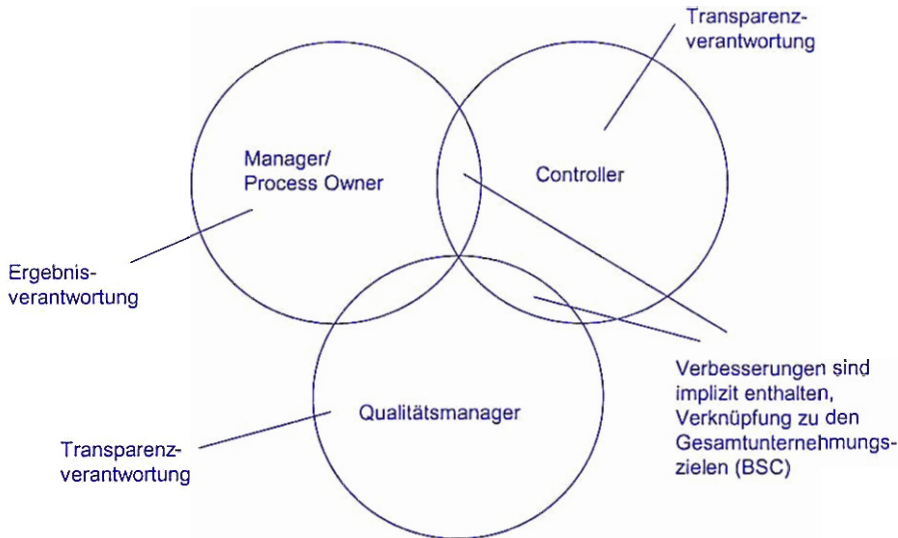 Transparenz-
verantwortung
Manager/
Process Owner
Controller
Ergebnis-
verantwortung
Verbesserungen sind
implizit enthalten,
Verknüpfung zu den
Gesamtunternehmungs-
zielen (BSC)
Qualitätsmanager
Transparenz-
verantwortung